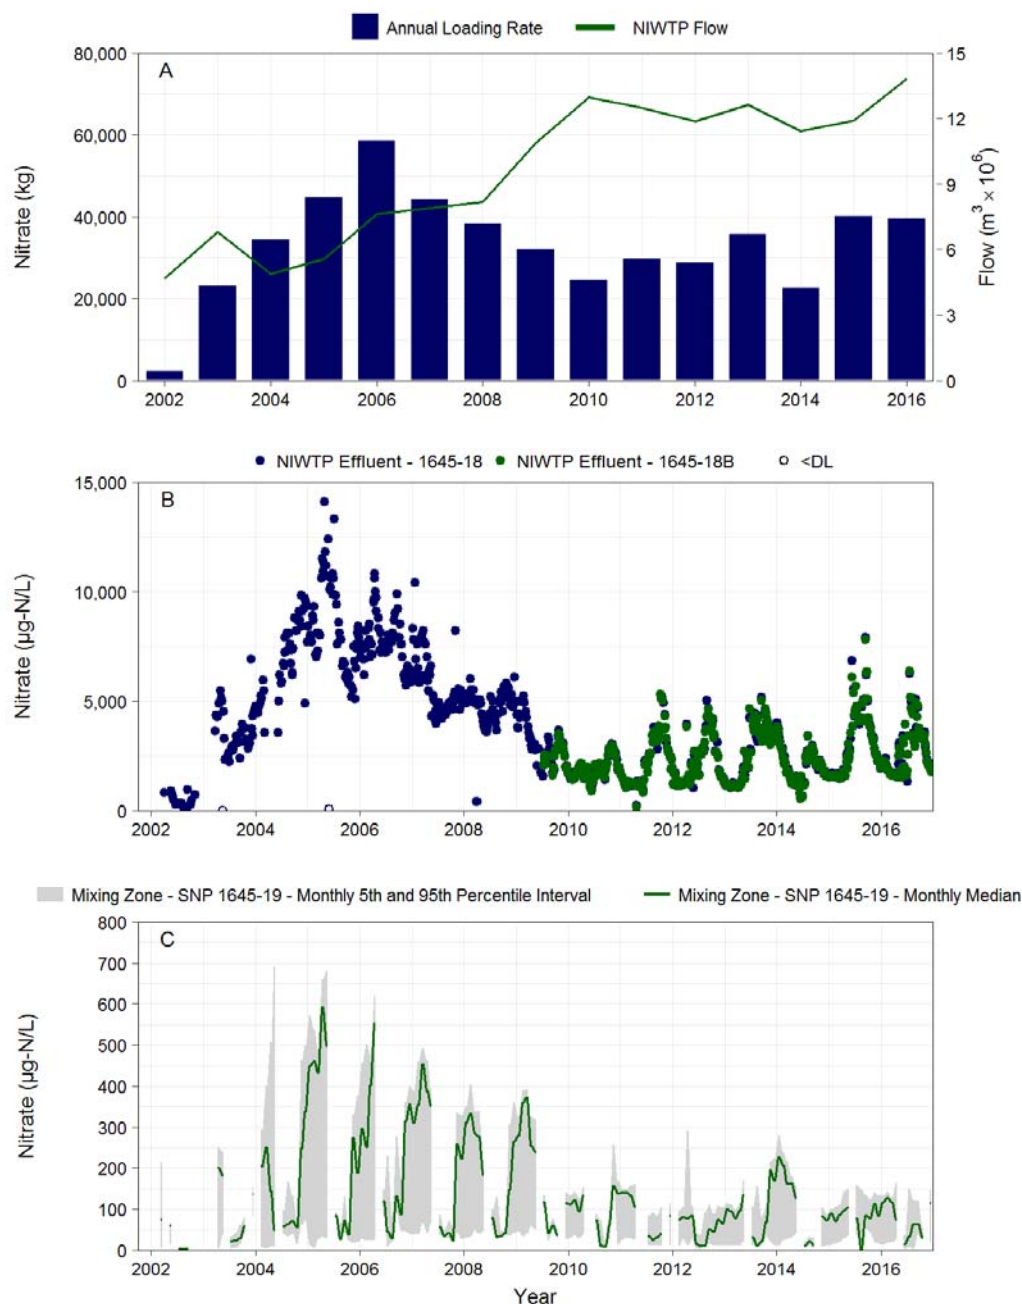 Annual Loading Rate NIWTP Flow
A
80,000
60,000
40,000
20,000
0
Nitrate (kg)
15
12
9
6
3
0
Flow (m³ × 10⁶)
2002 2004 2006 2008 2010 2012 2014 2016
NIWTP Effluent - 1645-18 NIWTP Effluent - 1645-18B <DL
B
15,000
10,000
5,000
0
Nitrate (µg-N/L)
2002 2004 2006 2008 2010 2012 2014 2016
Mixing Zone - SNP 1645-19 - Monthly 5th and 95th Percentile Interval Mixing Zone - SNP 1645-19 - Monthly Median
C
800
700
600
500
400
300
200
100
0
Nitrate (µg-N/L)
2002 2004 2006 2008 2010 2012 2014 2016
Year